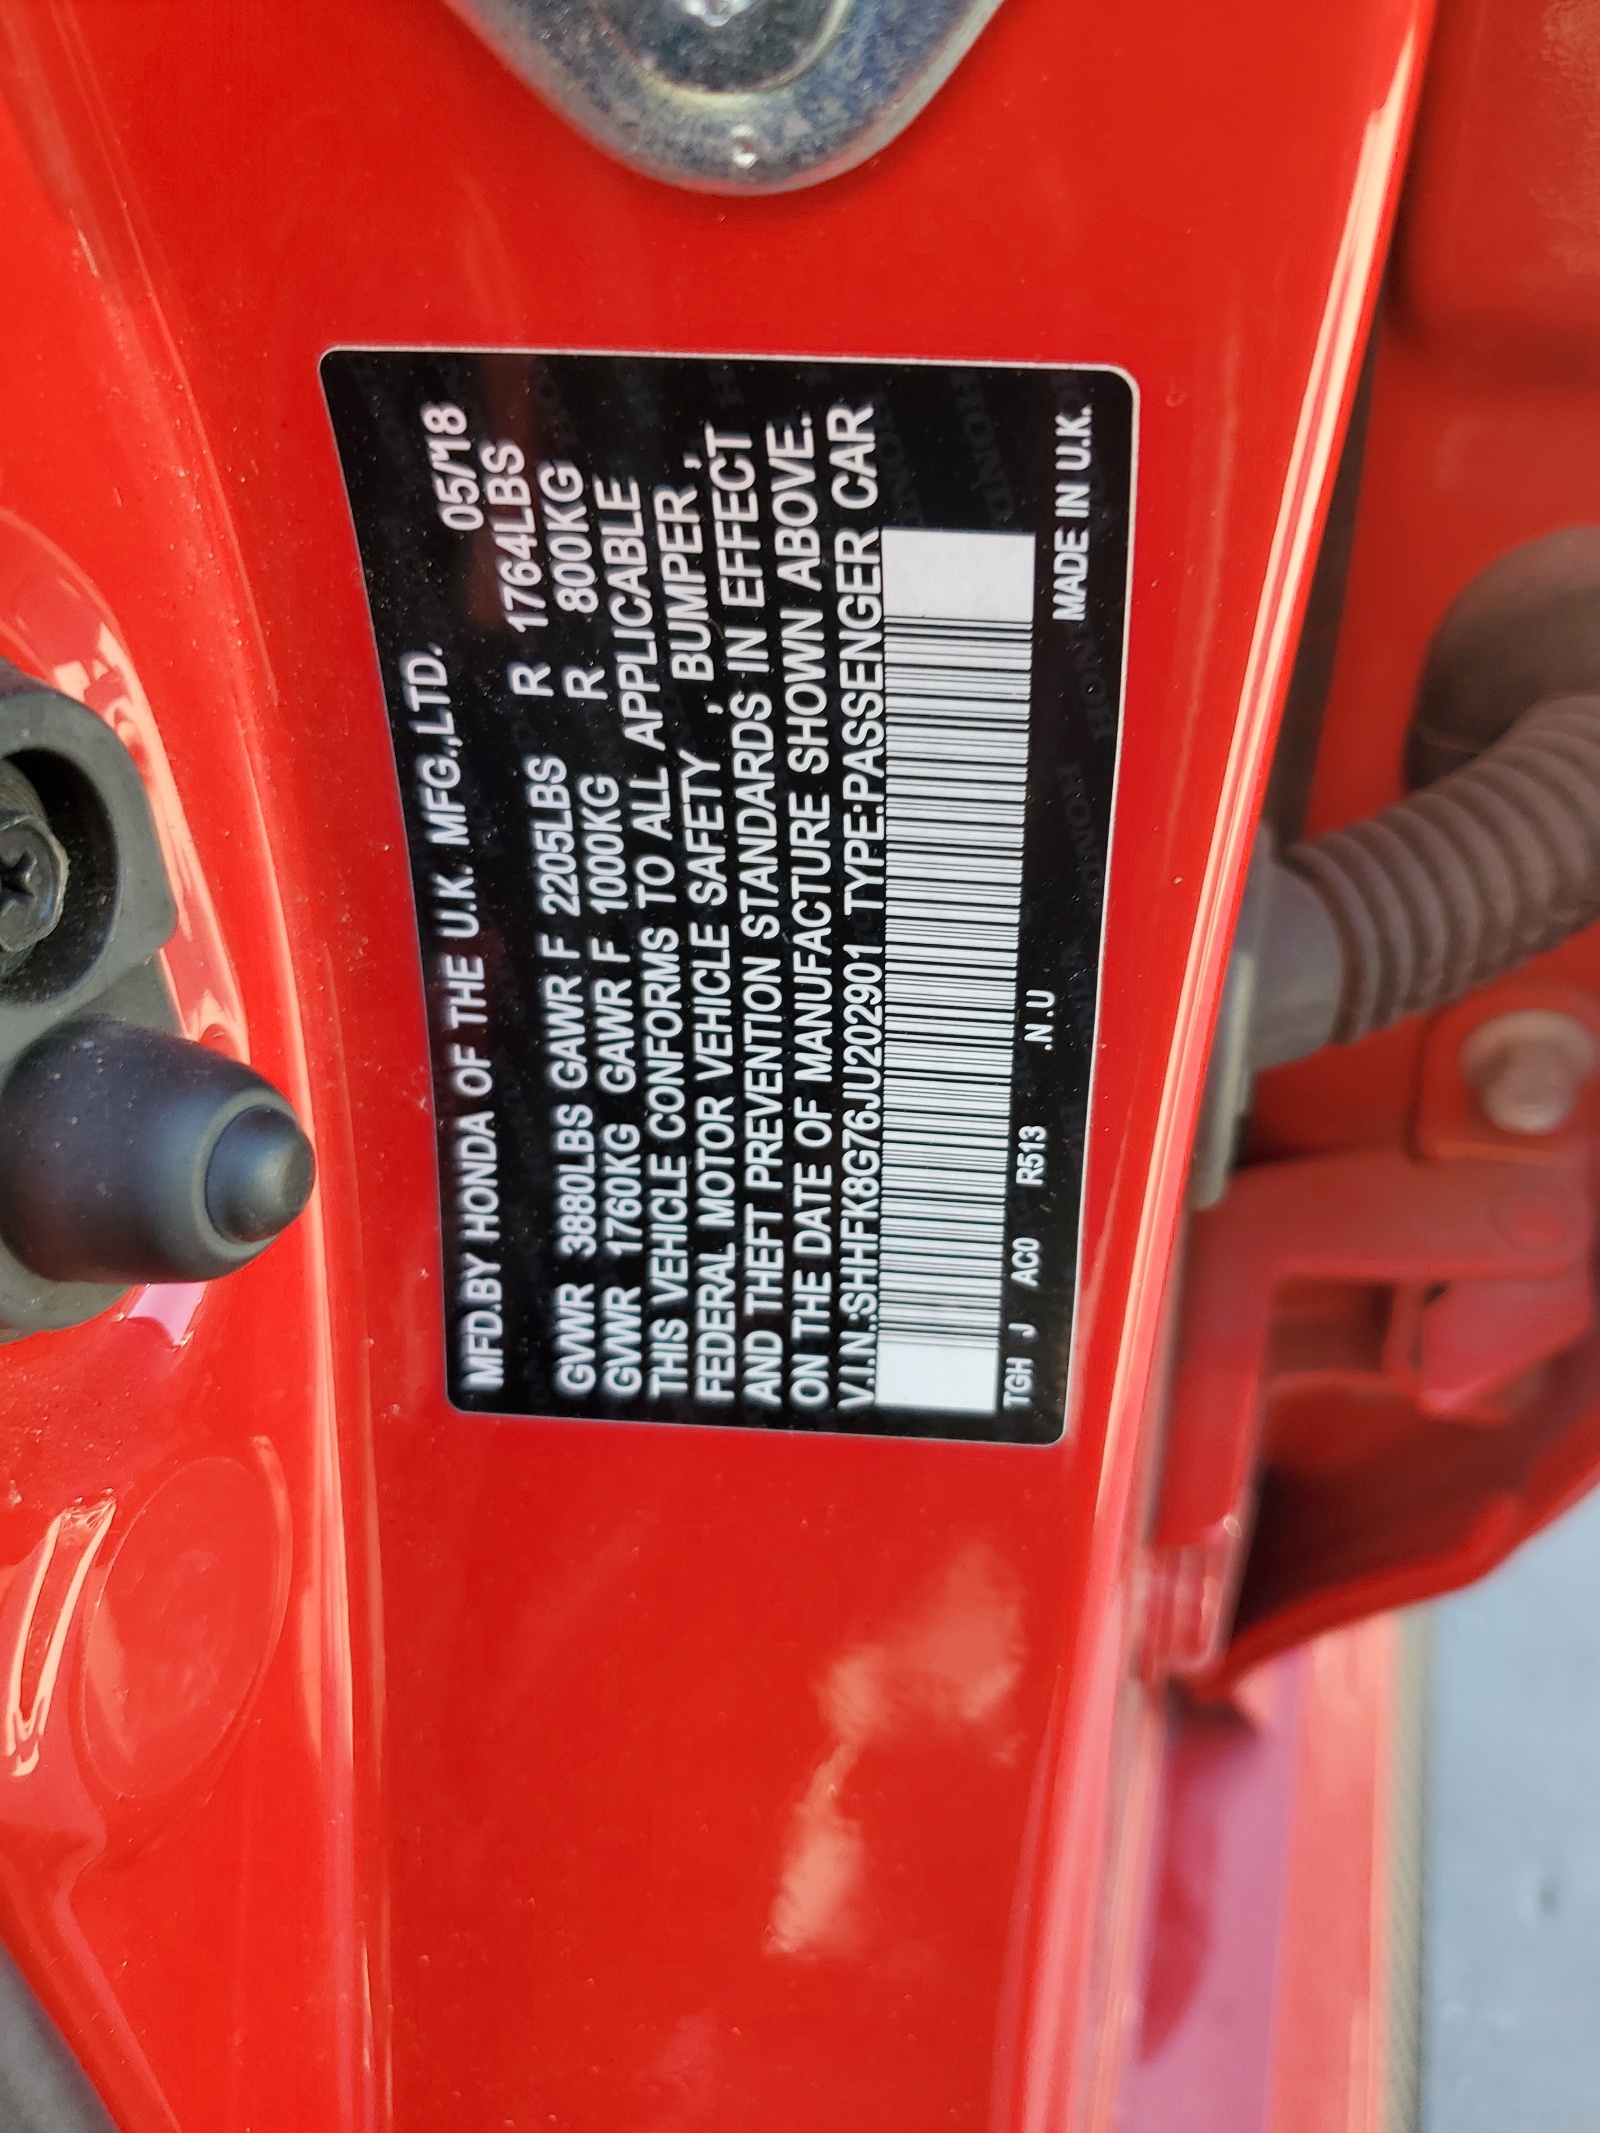 MFD.BY HONDA OF THE U.K. MFG.,LTD. 05/18
GVWR 3880LBS GAWR F 2205LBS R 1764LBS
GVWR 1760KG GAWR F 1000KG R 800KG
THIS VEHICLE CONFORMS TO ALL APPLICABLE
FEDERAL MOTOR VEHICLE SAFETY , BUMPER ,
AND THEFT PREVENTION STANDARDS IN EFFECT
ON THE DATE OF MANUFACTURE SHOWN ABOVE.
V.I.N.:SHHFK8G76JU202901 TYPE:PASSENGER CAR
TGH J AC0 R513 .N.U MADE IN U.K.